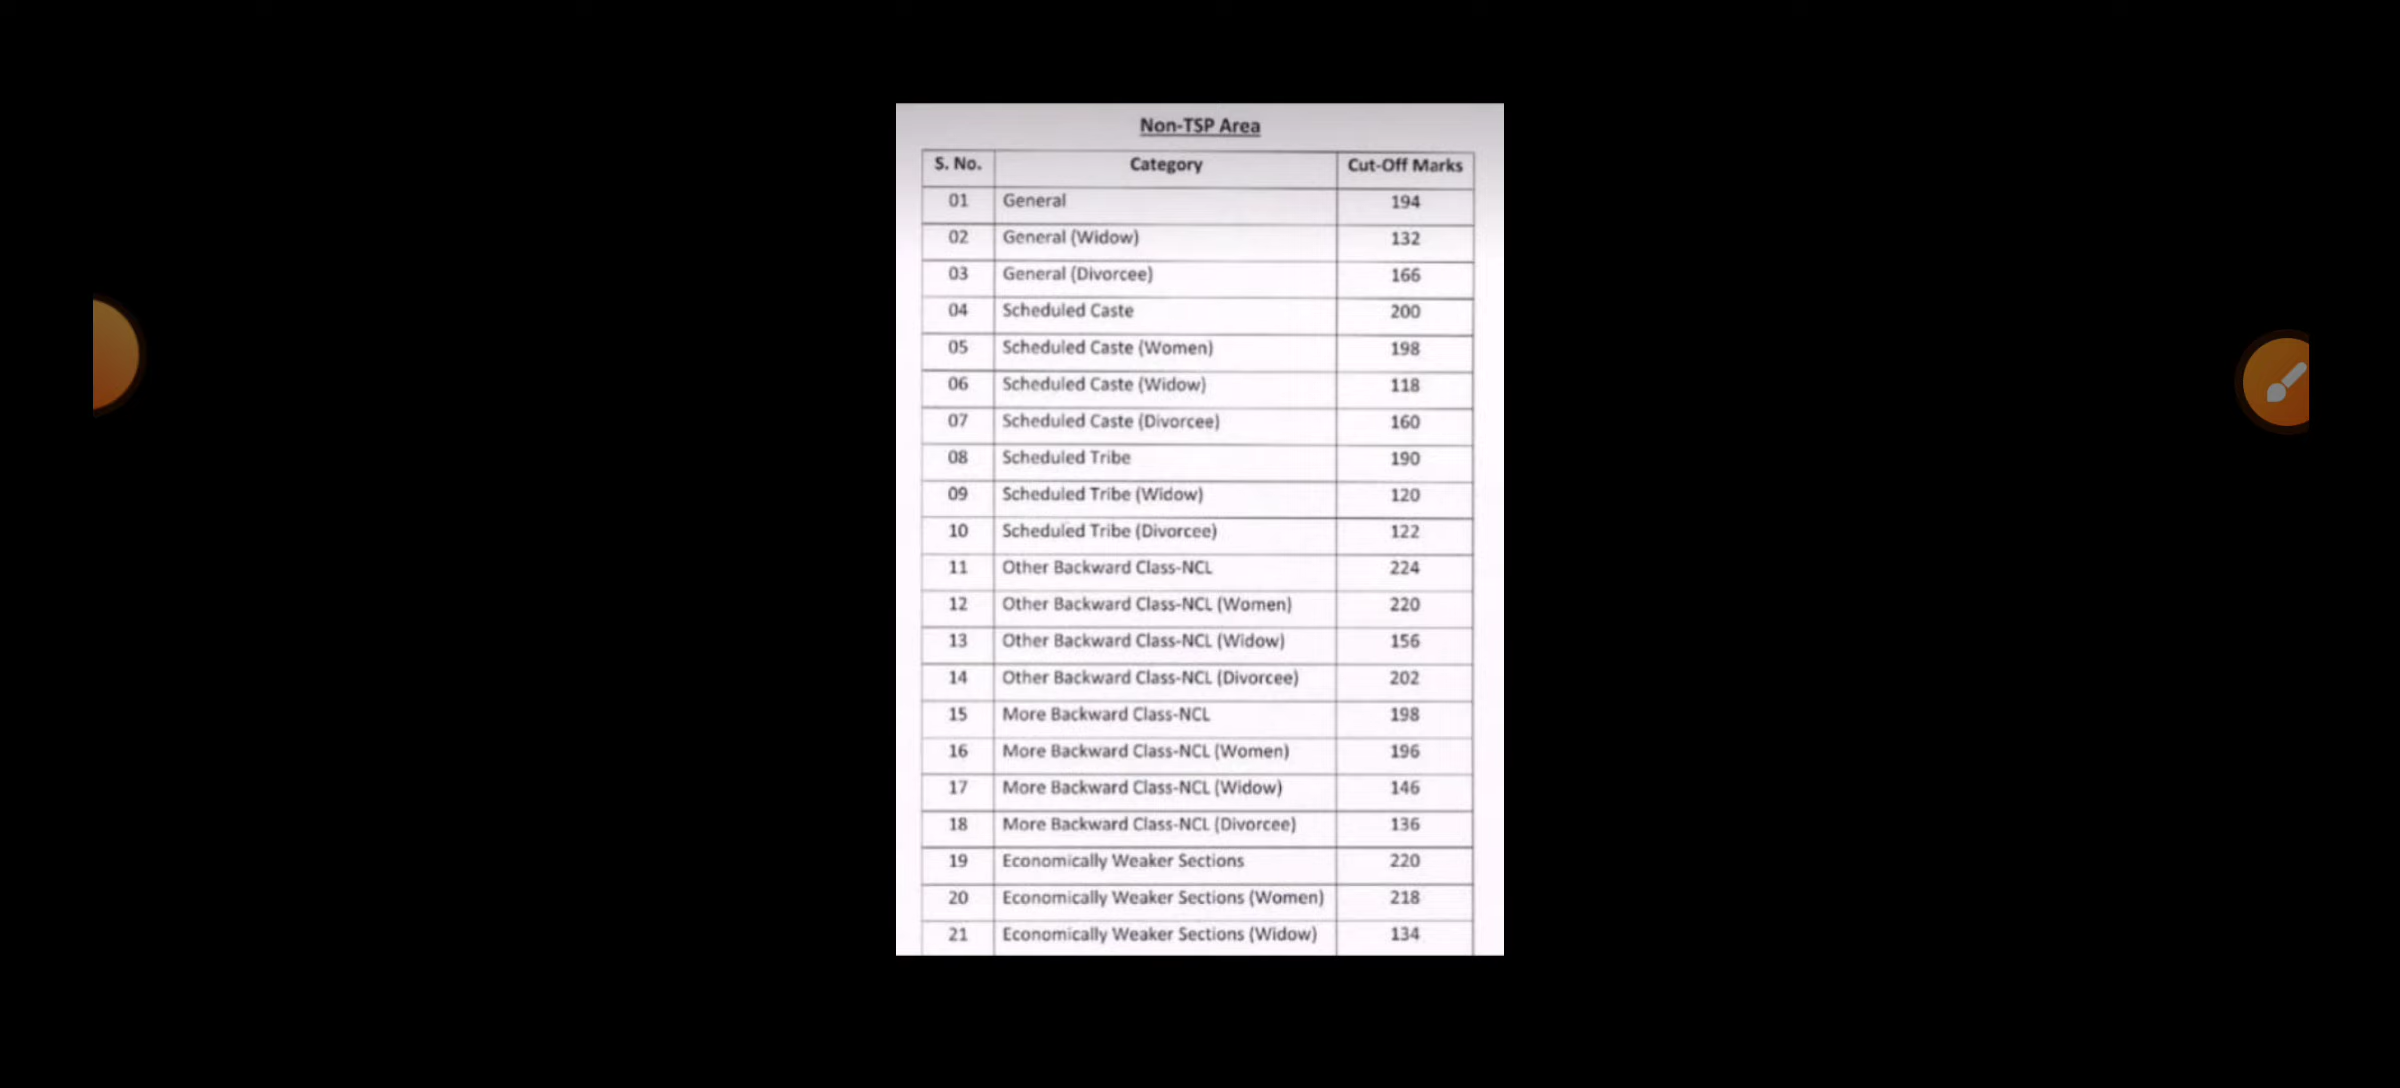 Non-TSP Area
S. No. Category Cut-Off Marks
01 General 194
02 General (Widow) 132
03 General (Divorcee) 166
04 Scheduled Caste 200
05 Scheduled Caste (Women) 198
06 Scheduled Caste (Widow) 118
07 Scheduled Caste (Divorcee) 160
08 Scheduled Tribe 190
09 Scheduled Tribe (Widow) 120
10 Scheduled Tribe (Divorcee) 122
11 Other Backward Class-NCL 224
12 Other Backward Class-NCL (Women) 220
13 Other Backward Class-NCL (Widow) 156
14 Other Backward Class-NCL (Divorcee) 202
15 More Backward Class-NCL 198
16 More Backward Class-NCL (Women) 196
17 More Backward Class-NCL (Widow) 146
18 More Backward Class-NCL (Divorcee) 136
19 Economically Weaker Sections 220
20 Economically Weaker Sections (Women) 218
21 Economically Weaker Sections (Widow) 134